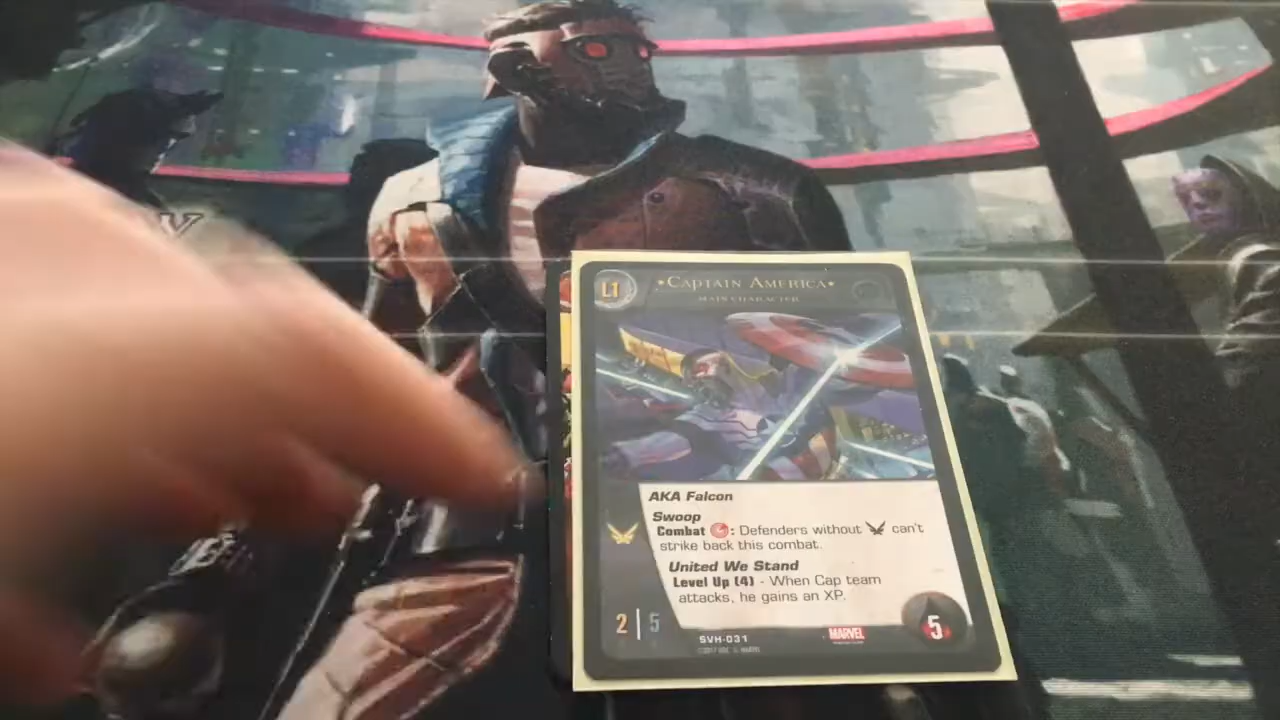 L1
•CAPTAIN AMERICA•
MAIN CHARACTER
AKA Falcon
Swoop
Combat : Defenders without can't
strike back this combat.
United We Stand
Level Up (4) - When Cap team
attacks, he gains an XP.
2 | 5
5
SVH-031
MARVEL